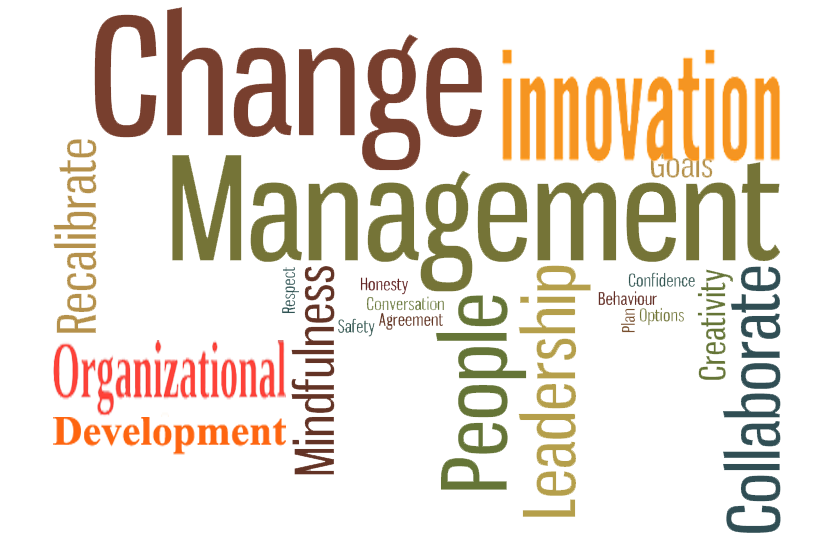 Change
innovation
Goals
Management
Recalibrate
Respect
Mindfulness
Honesty
Conversation
Safety
Agreement
People
Leadership
Confidence
Behaviour
Plan
Options
Creativity
Collaborate
Organizational
Development